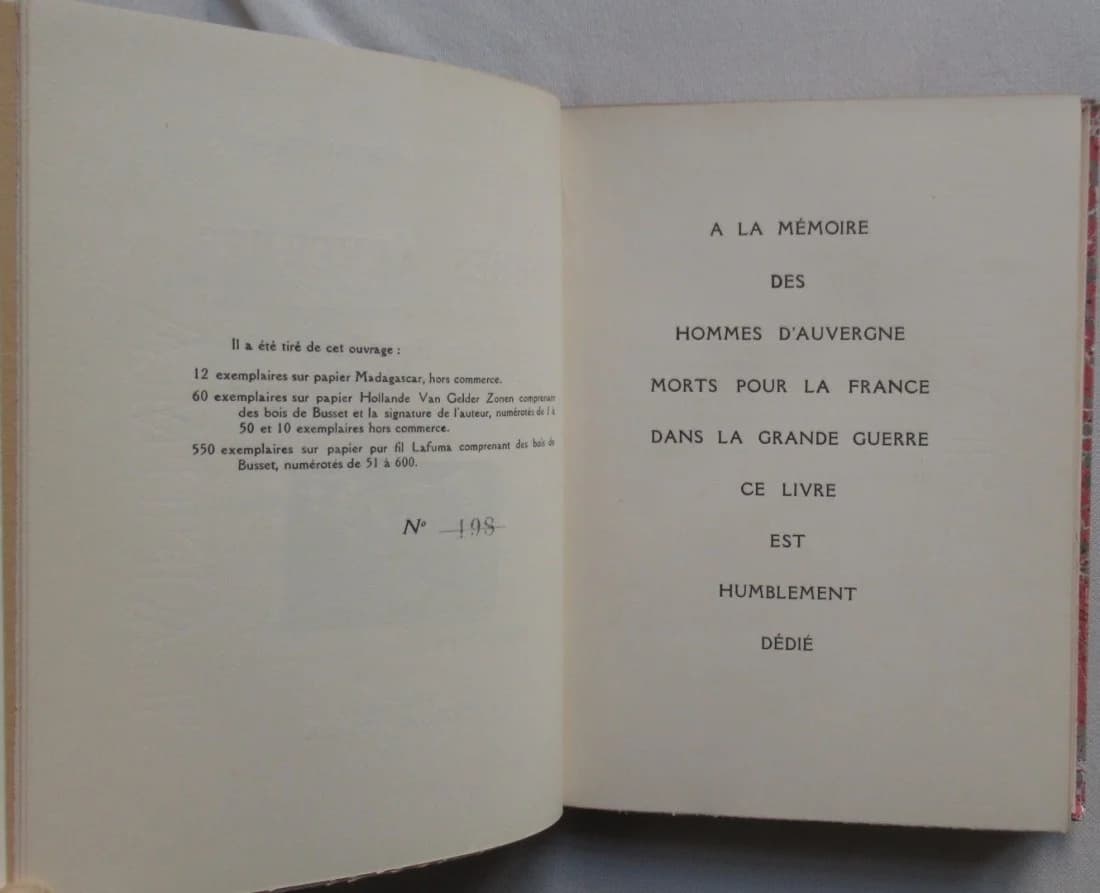 Il a été tiré de cet ouvrage :
12 exemplaires sur papier Madagascar, hors commerce.
60 exemplaires sur papier Hollande Van Gelder Zonen comprenant
des bois de Busset et la signature de l'auteur, numérotés de 1 à
50 et 10 exemplaires hors commerce.
550 exemplaires sur papier pur fil Lafuma comprenant des bois de
Busset, numérotés de 51 à 600.
Nº 198
A LA MÉMOIRE
DES
HOMMES D'AUVERGNE
MORTS POUR LA FRANCE
DANS LA GRANDE GUERRE
CE LIVRE
EST
HUMBLEMENT
DÉDIÉ